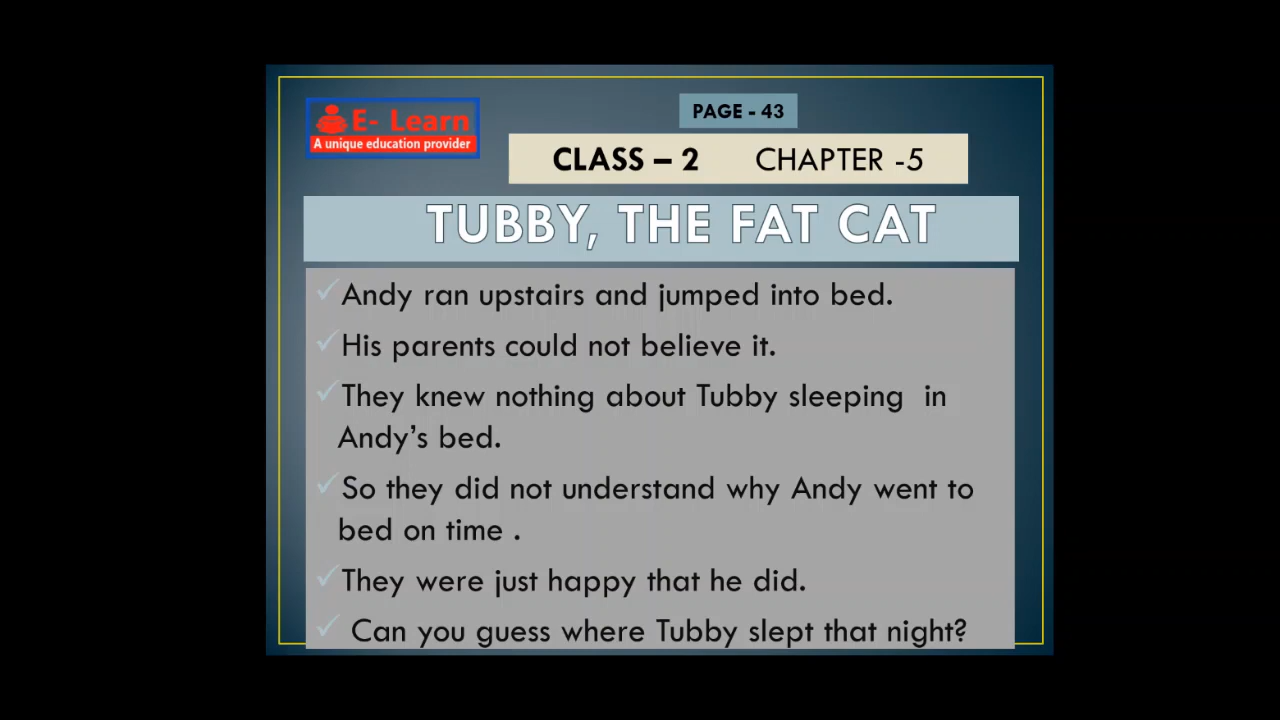 E- Learn
A unique education provider
PAGE - 43
CLASS – 2 CHAPTER -5
TUBBY, THE FAT CAT
Andy ran upstairs and jumped into bed.
His parents could not believe it.
They knew nothing about Tubby sleeping in
Andy’s bed.
So they did not understand why Andy went to
bed on time .
They were just happy that he did.
Can you guess where Tubby slept that night?